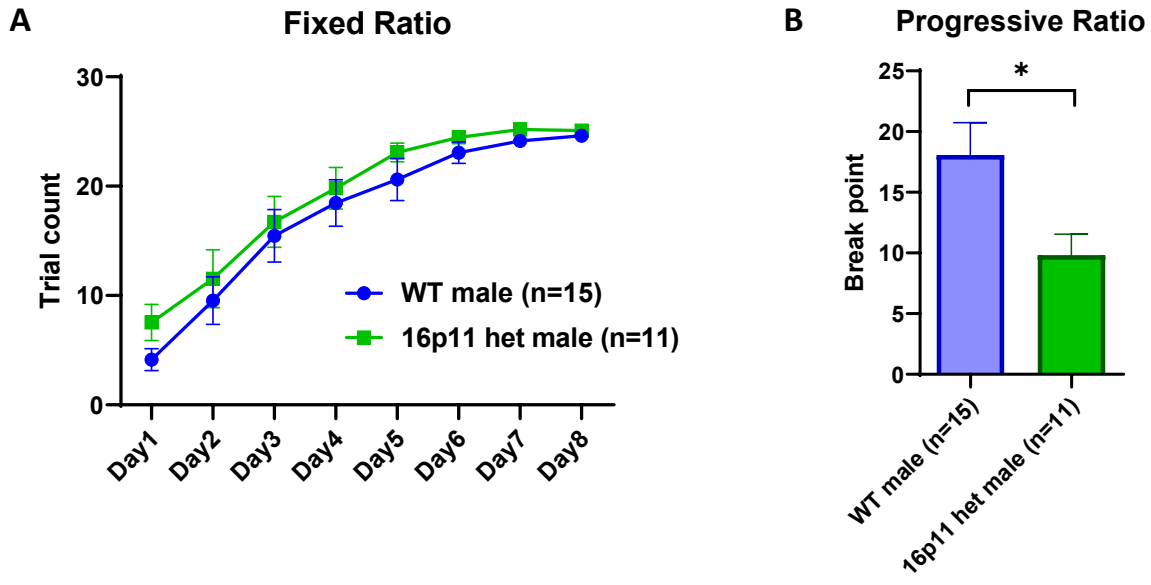 A
Fixed Ratio
30
20
10
0
Trial count
WT male (n=15)
16p11 het male (n=11)
Day1
Day2
Day3
Day4
Day5
Day6
Day7
Day8
B
Progressive Ratio
25
20
15
10
5
0
Break point
*
WT male (n=15)
16p11 het male (n=11)